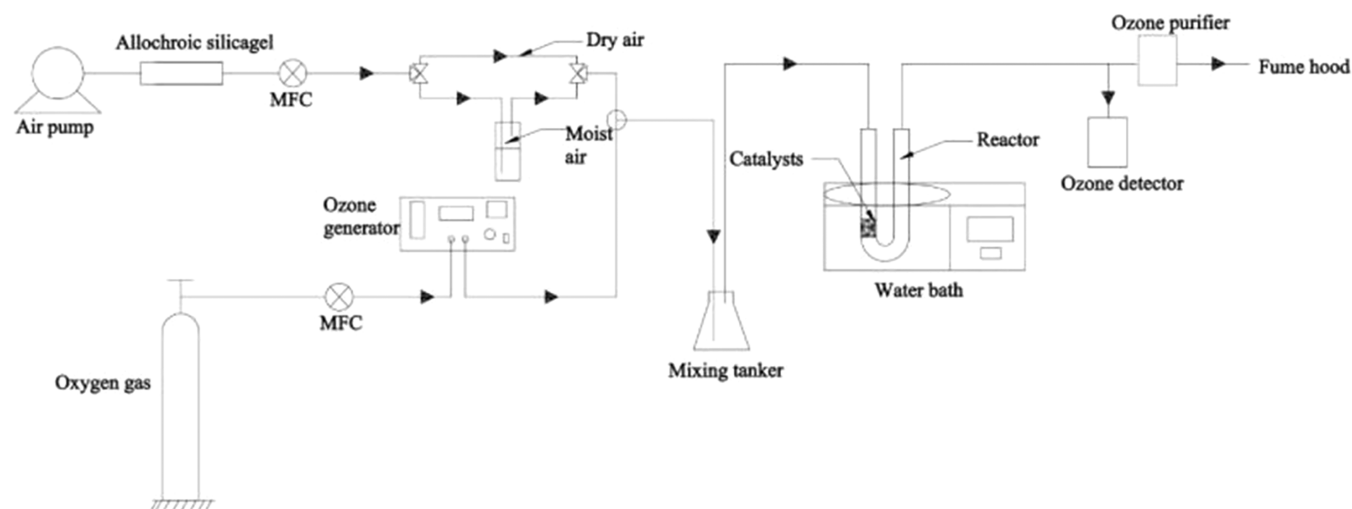 Allochroic silicagel
MFC
Air pump
Dry air
Moist
air
Ozone
generator
MFC
Oxygen gas
Mixing tanker
Catalysts
Reactor
Water bath
Ozone purifier
Fume hood
Ozone detector